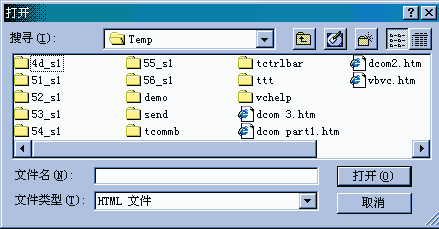 打开
搜寻(I): Temp
4d_s1 55_s1 tctrlbar dcom2.htm
51_s1 56_s1 ttt vbvc.htm
52_s1 demo vchelp
53_s1 send dcom 3.htm
54_s1 tcommb dcom part1.htm
文件名(N): 打开(O)
文件类型(T): HTML 文件 取消